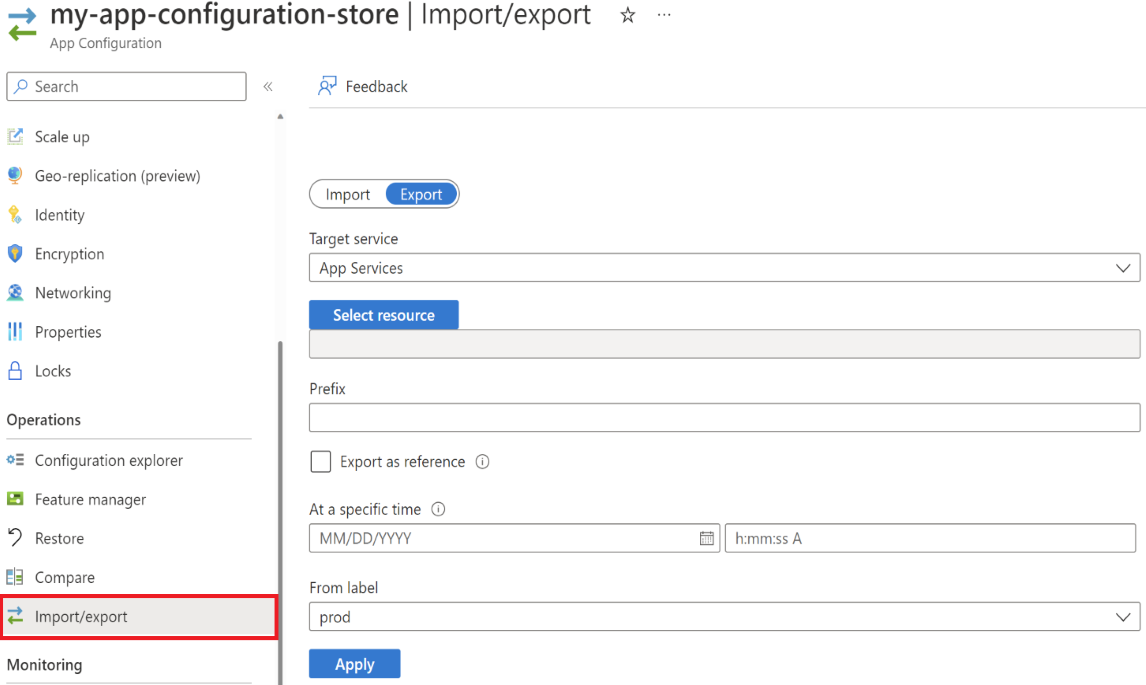 my-app-configuration-store | Import/export
App Configuration
Search
«
Feedback
Scale up
Geo-replication (preview)
Identity
Encryption
Networking
Properties
Locks
Operations
Configuration explorer
Feature manager
Restore
Compare
Import/export
Monitoring
Import Export
Target service
App Services
Select resource
Prefix
Export as reference
At a specific time
MM/DD/YYYY h:mm:ss A
From label
prod
Apply